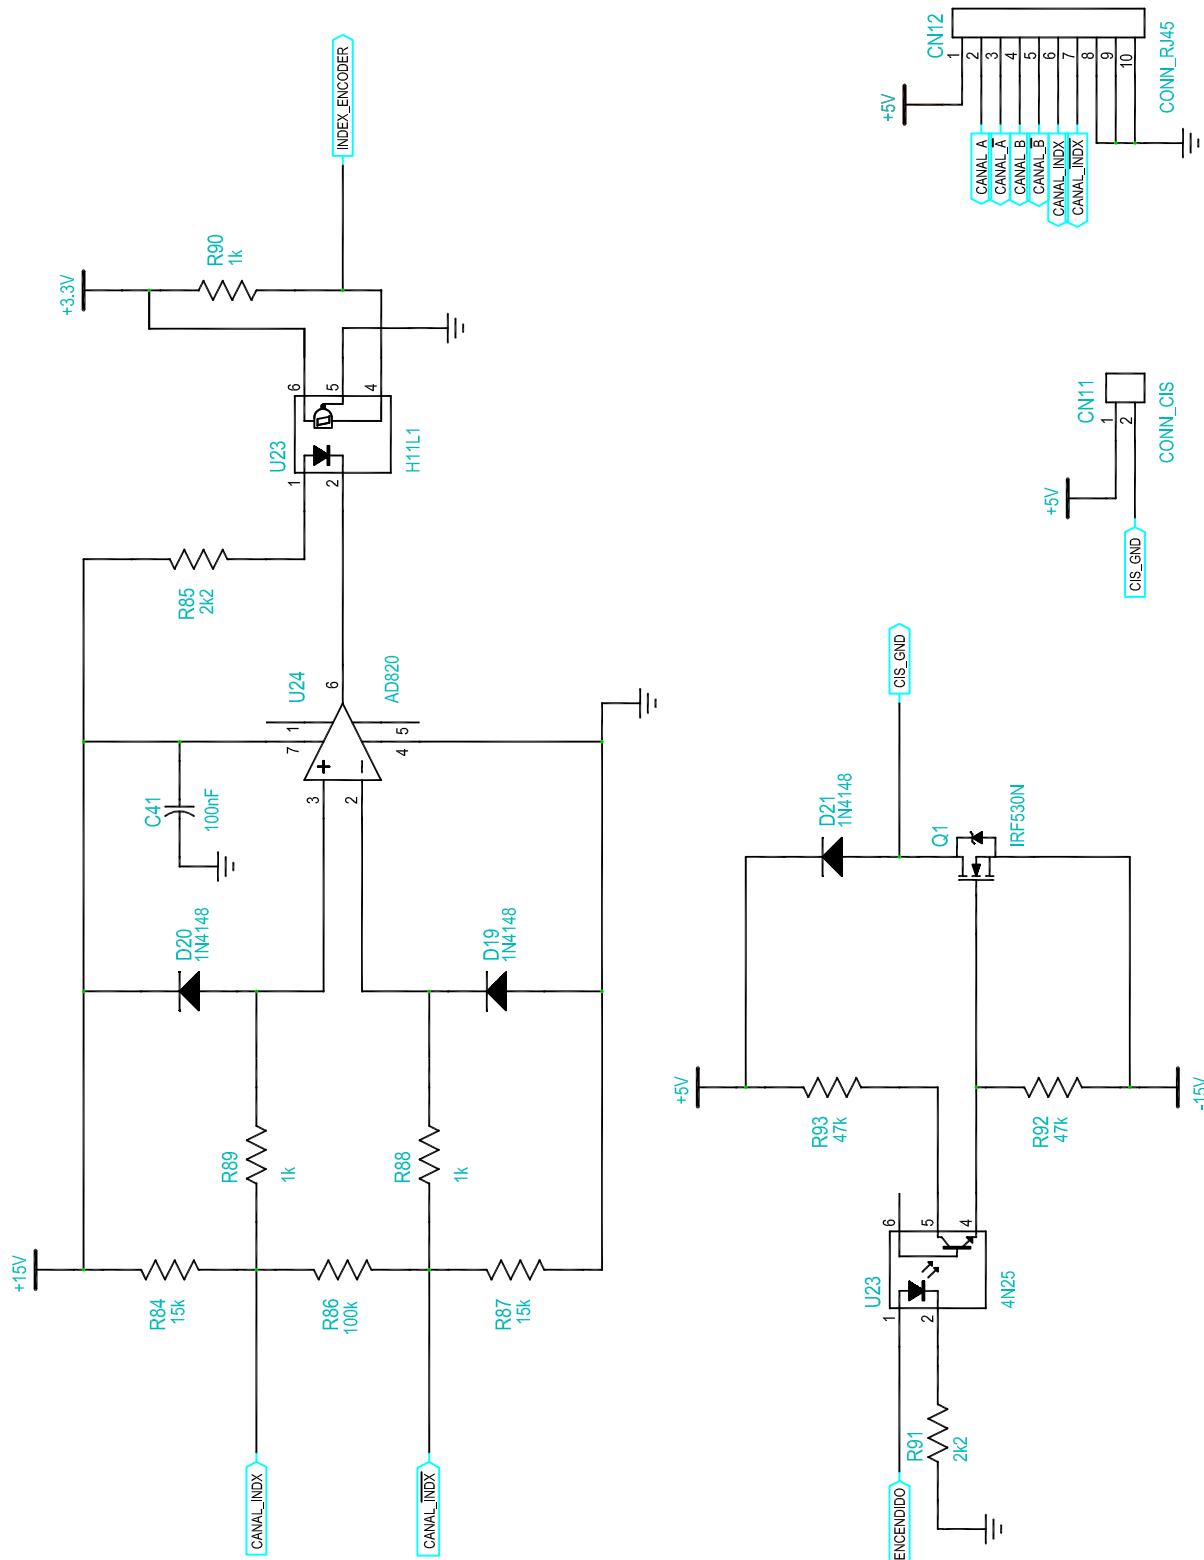 INDEX_ENCODER
+3.3V
R90
1k
6
5
4
U23
H11L1
1
2
R85
2k2
U24
AD820
6
1
7
5
4
3
2
C41
100nF
D20
1N4148
D19
1N4148
R89
1k
R88
1k
+15V
R84
15k
R86
100k
R87
15k
CANAL_INDX
CANAL_INDX
CN12
1
2
3
4
5
6
7
8
9
10
CONN_RJ45
+5V
CANAL_A
CANAL_A
CANAL_B
CANAL_B
CANAL_INDX
CANAL_INDX
CN11
1
2
CONN_CIS
+5V
CIS_GND
CIS_GND
D21
1N4148
Q1
IRF530N
+5V
R93
47k
R92
47k
-15V
6
5
4
U23
4N25
1
2
R91
2k2
ENCENDIDO